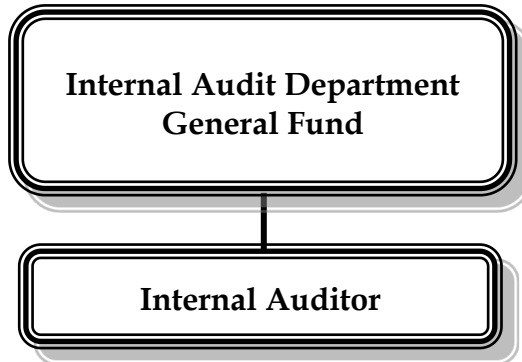 Internal Audit Department
General Fund
Internal Auditor